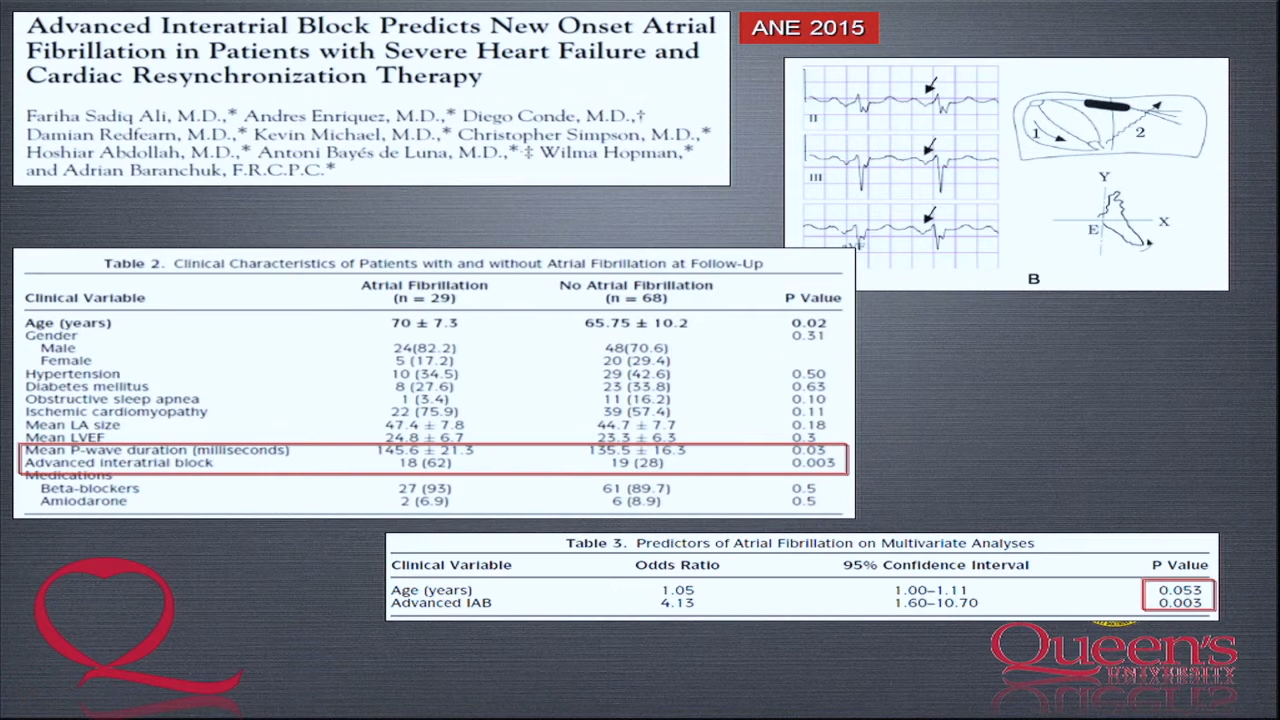 Advanced Interatrial Block Predicts New Onset Atrial
Fibrillation in Patients with Severe Heart Failure and
Cardiac Resynchronization Therapy
Fariha Sadiq Ali, M.D.,* Andres Enriquez, M.D.,* Diego Conde, M.D.,†
Damian Redfearn, M.D.,* Kevin Michael, M.D.,* Christopher Simpson, M.D.,*
Hoshiar Abdollah, M.D.,* Antoni Bayés de Luna, M.D.,*,‡ Wilma Hopman,*
and Adrian Baranchuk, F.R.C.P.C.*
ANE 2015
II
III
aVF
1
2
Y
X
E
B
Table 2. Clinical Characteristics of Patients with and without Atrial Fibrillation at Follow-Up
Clinical Variable Atrial Fibrillation (n = 29) No Atrial Fibrillation (n = 68) P Value
Age (years) 70 ± 7.3 65.75 ± 10.2 0.02
Gender 0.31
Male 24(82.2) 48(70.6)
Female 5 (17.2) 20 (29.4)
Hypertension 10 (34.5) 29 (42.6) 0.50
Diabetes mellitus 8 (27.6) 23 (33.8) 0.63
Obstructive sleep apnea 1 (3.4) 11 (16.2) 0.10
Ischemic cardiomyopathy 22 (75.9) 39 (57.4) 0.11
Mean LA size 47.4 ± 7.8 44.7 ± 7.7 0.18
Mean LVEF 24.8 ± 6.7 23.3 ± 6.3 0.3
Mean P-wave duration (milliseconds) 145.6 ± 21.3 135.5 ± 16.3 0.03
Advanced interatrial block 18 (62) 19 (28) 0.003
Medications
Beta-blockers 27 (93) 61 (89.7) 0.5
Amiodarone 2 (6.9) 6 (8.9) 0.5
Table 3. Predictors of Atrial Fibrillation on Multivariate Analyses
Clinical Variable Odds Ratio 95% Confidence Interval P Value
Age (years) 1.05 1.00–1.11 0.053
Advanced IAB 4.13 1.60–10.70 0.003
Queen's
UNIVERSITY